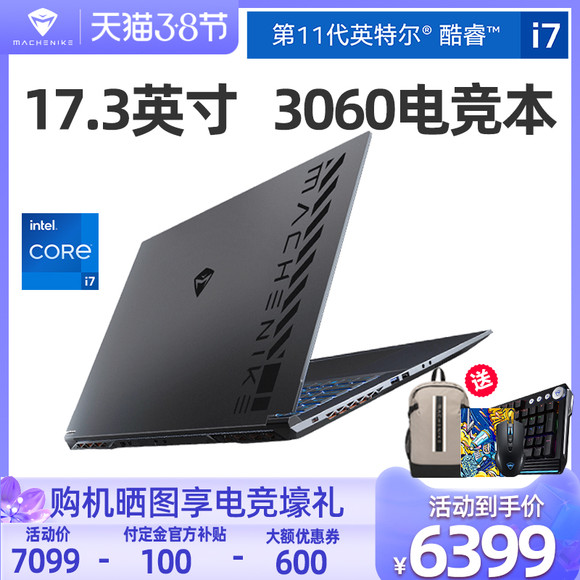 MACHENIKE
天猫3.8节
第11代英特尔® 酷睿™ i7
17.3英寸 3060电竞本
intel
CORE™
i7
MACHENIKE
送
购机晒图享电竞壕礼
活动价 付定金官方补贴 大额优惠券
7099 - 100 - 600
活动到手价
¥6399